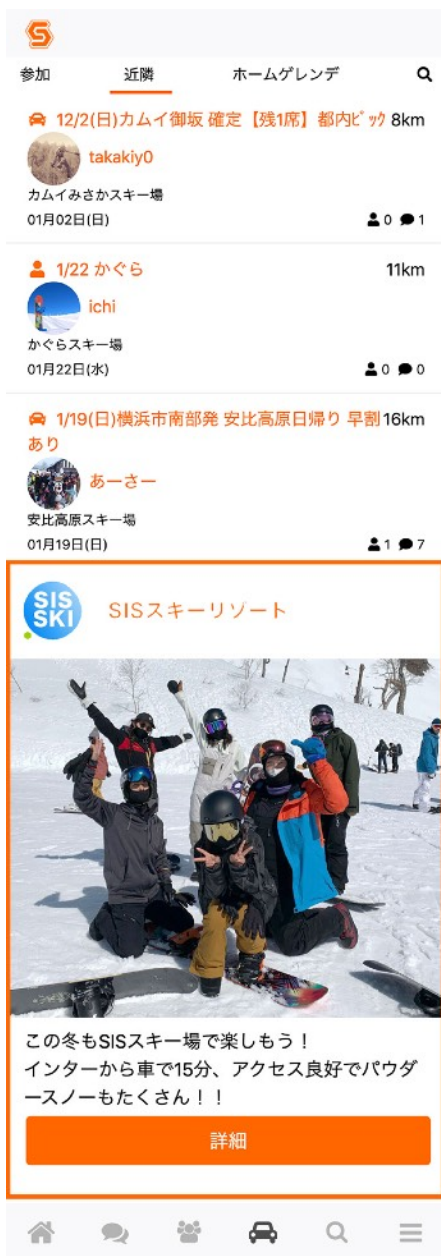 S
参加 近隣 ホームゲレンデ
12/2(日)カムイ御坂 確定【残1席】都内ピック 8km
takakiy0
カムイみさかスキー場
01月02日(日) 0 1
1/22 かぐら 11km
ichi
かぐらスキー場
01月22日(水) 0 0
1/19(日)横浜市南部発 安比高原日帰り 早割 16km
あり
あーさー
安比高原スキー場
01月19日(日) 1 7
SIS
SKI
SISスキーリゾート
この冬もSISスキー場で楽しもう！
インターから車で15分、アクセス良好でパウダ
ースノーもたくさん！！
詳細